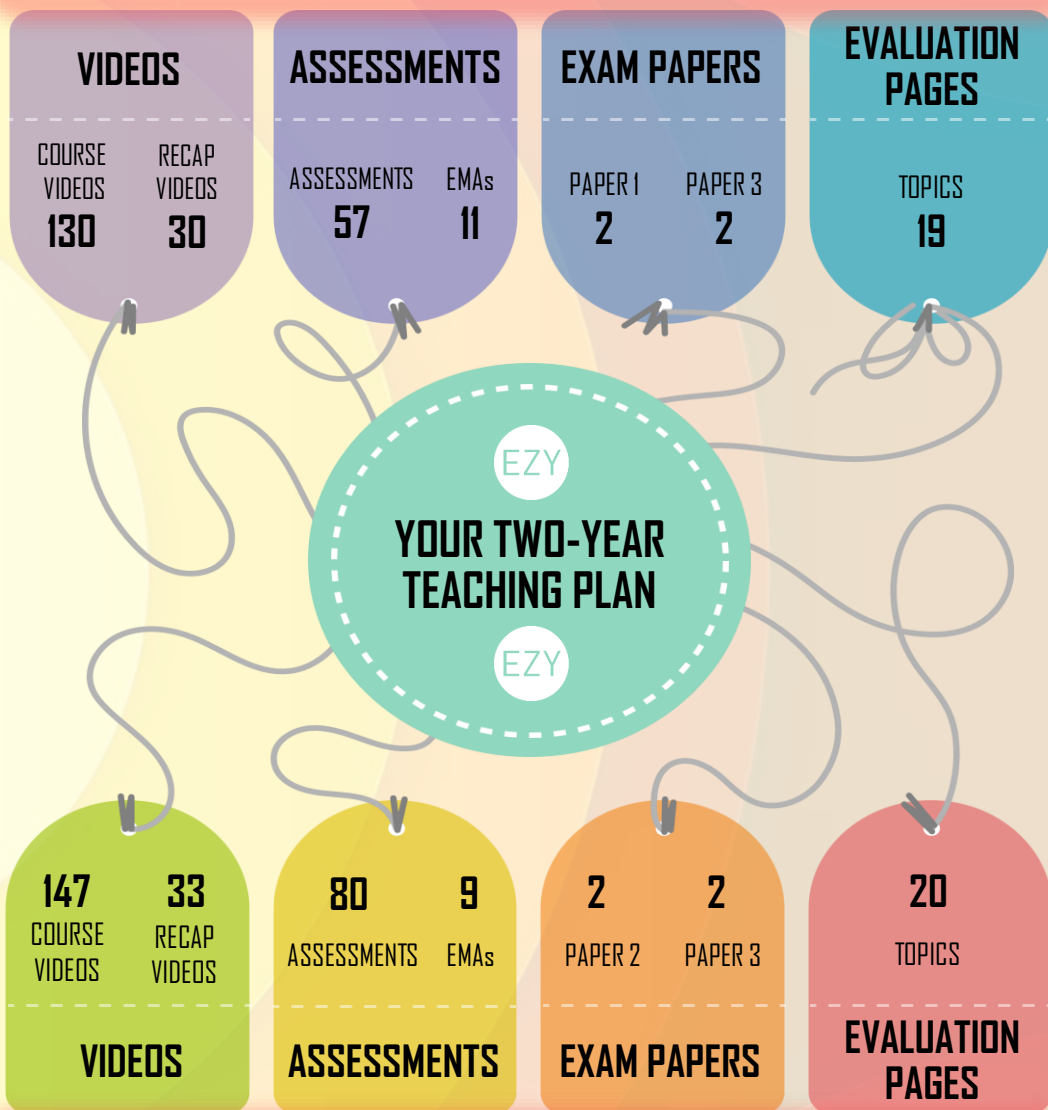 VIDEOS
COURSE
VIDEOS
130
RECAP
VIDEOS
30
ASSESSMENTS
ASSESSMENTS
57
EMAs
11
EXAM PAPERS
PAPER 1
2
PAPER 3
2
EVALUATION
PAGES
TOPICS
19
EZY
YOUR TWO-YEAR
TEACHING PLAN
EZY
147
COURSE
VIDEOS
33
RECAP
VIDEOS
VIDEOS
80
ASSESSMENTS
9
EMAs
ASSESSMENTS
2
PAPER 2
2
PAPER 3
EXAM PAPERS
20
TOPICS
EVALUATION
PAGES